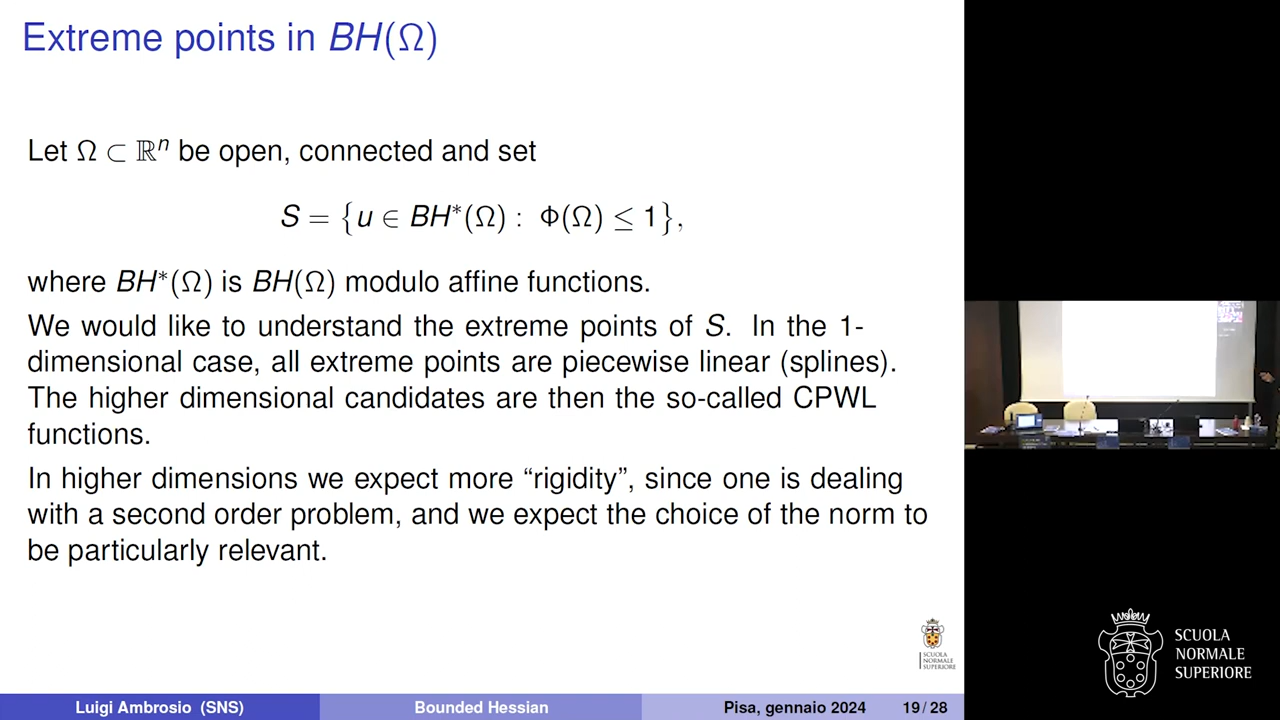 Extreme points in BH(Ω)
Let Ω ⊂ ℝⁿ be open, connected and set
S = {u ∈ BH*(Ω) : Φ(Ω) ≤ 1},
where BH*(Ω) is BH(Ω) modulo affine functions.
We would like to understand the extreme points of S. In the 1-
dimensional case, all extreme points are piecewise linear (splines).
The higher dimensional candidates are then the so-called CPWL
functions.
In higher dimensions we expect more “rigidity”, since one is dealing
with a second order problem, and we expect the choice of the norm to
be particularly relevant.
SCUOLA
NORMALE
SUPERIORE
Luigi Ambrosio (SNS) Bounded Hessian Pisa, gennaio 2024 19 / 28
SCUOLA
NORMALE
SUPERIORE